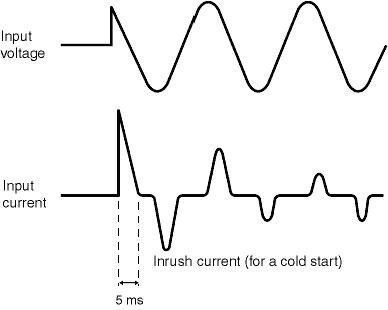 Input
voltage
Input
current
Inrush current (for a cold start)
5 ms